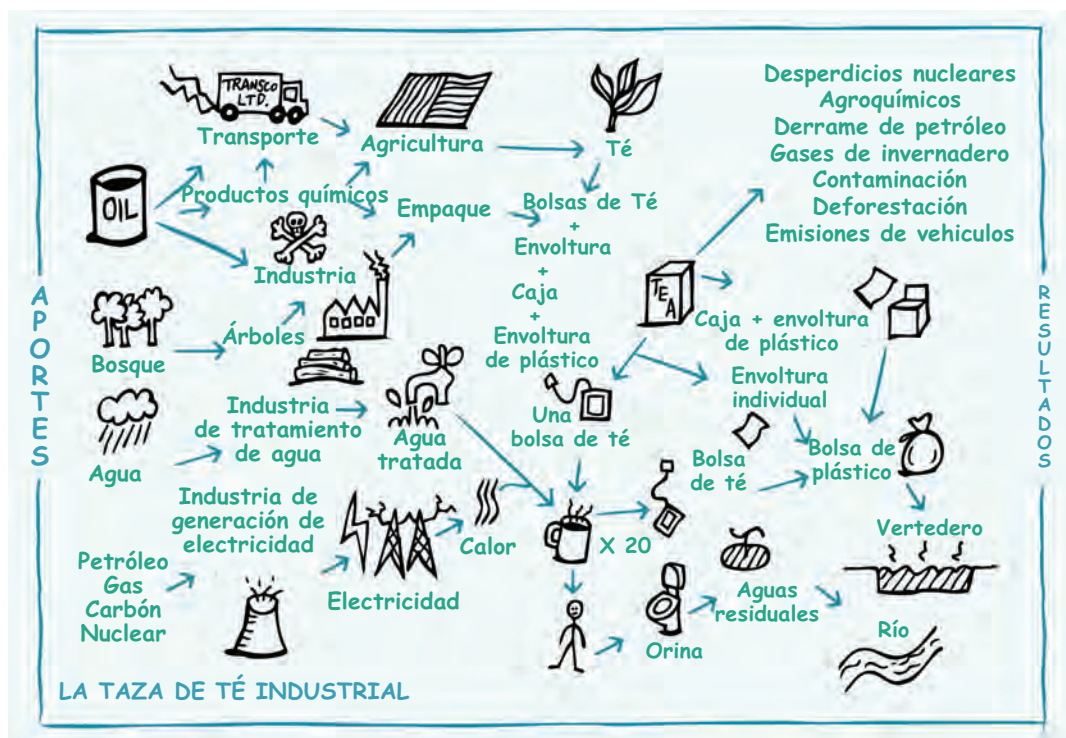 TRANSCO
LTD.
Transporte
Agricultura
Té
Desperdicios nucleares
Agroquímicos
Derrame de petróleo
Gases de invernadero
Contaminación
Deforestación
Emisiones de vehiculos
OIL
Productos químicos
Empaque
Bolsas de Té
+
Envoltura
+
Caja
+
Envoltura
de plástico
Industria
Bosque
Árboles
TEA
Caja + envoltura
de plástico
Envoltura
individual
Una
bolsa de té
Agua
Industria
de tratamiento
de agua
Agua
tratada
Bolsa
de té
Bolsa de
plástico
Vertedero
Petróleo
Gas
Carbón
Nuclear
Industria de
generación de
electricidad
Electricidad
Calor
X 20
Orina
Aguas
residuales
Río
APORTES
RESULTADOS
LA TAZA DE TÉ INDUSTRIAL